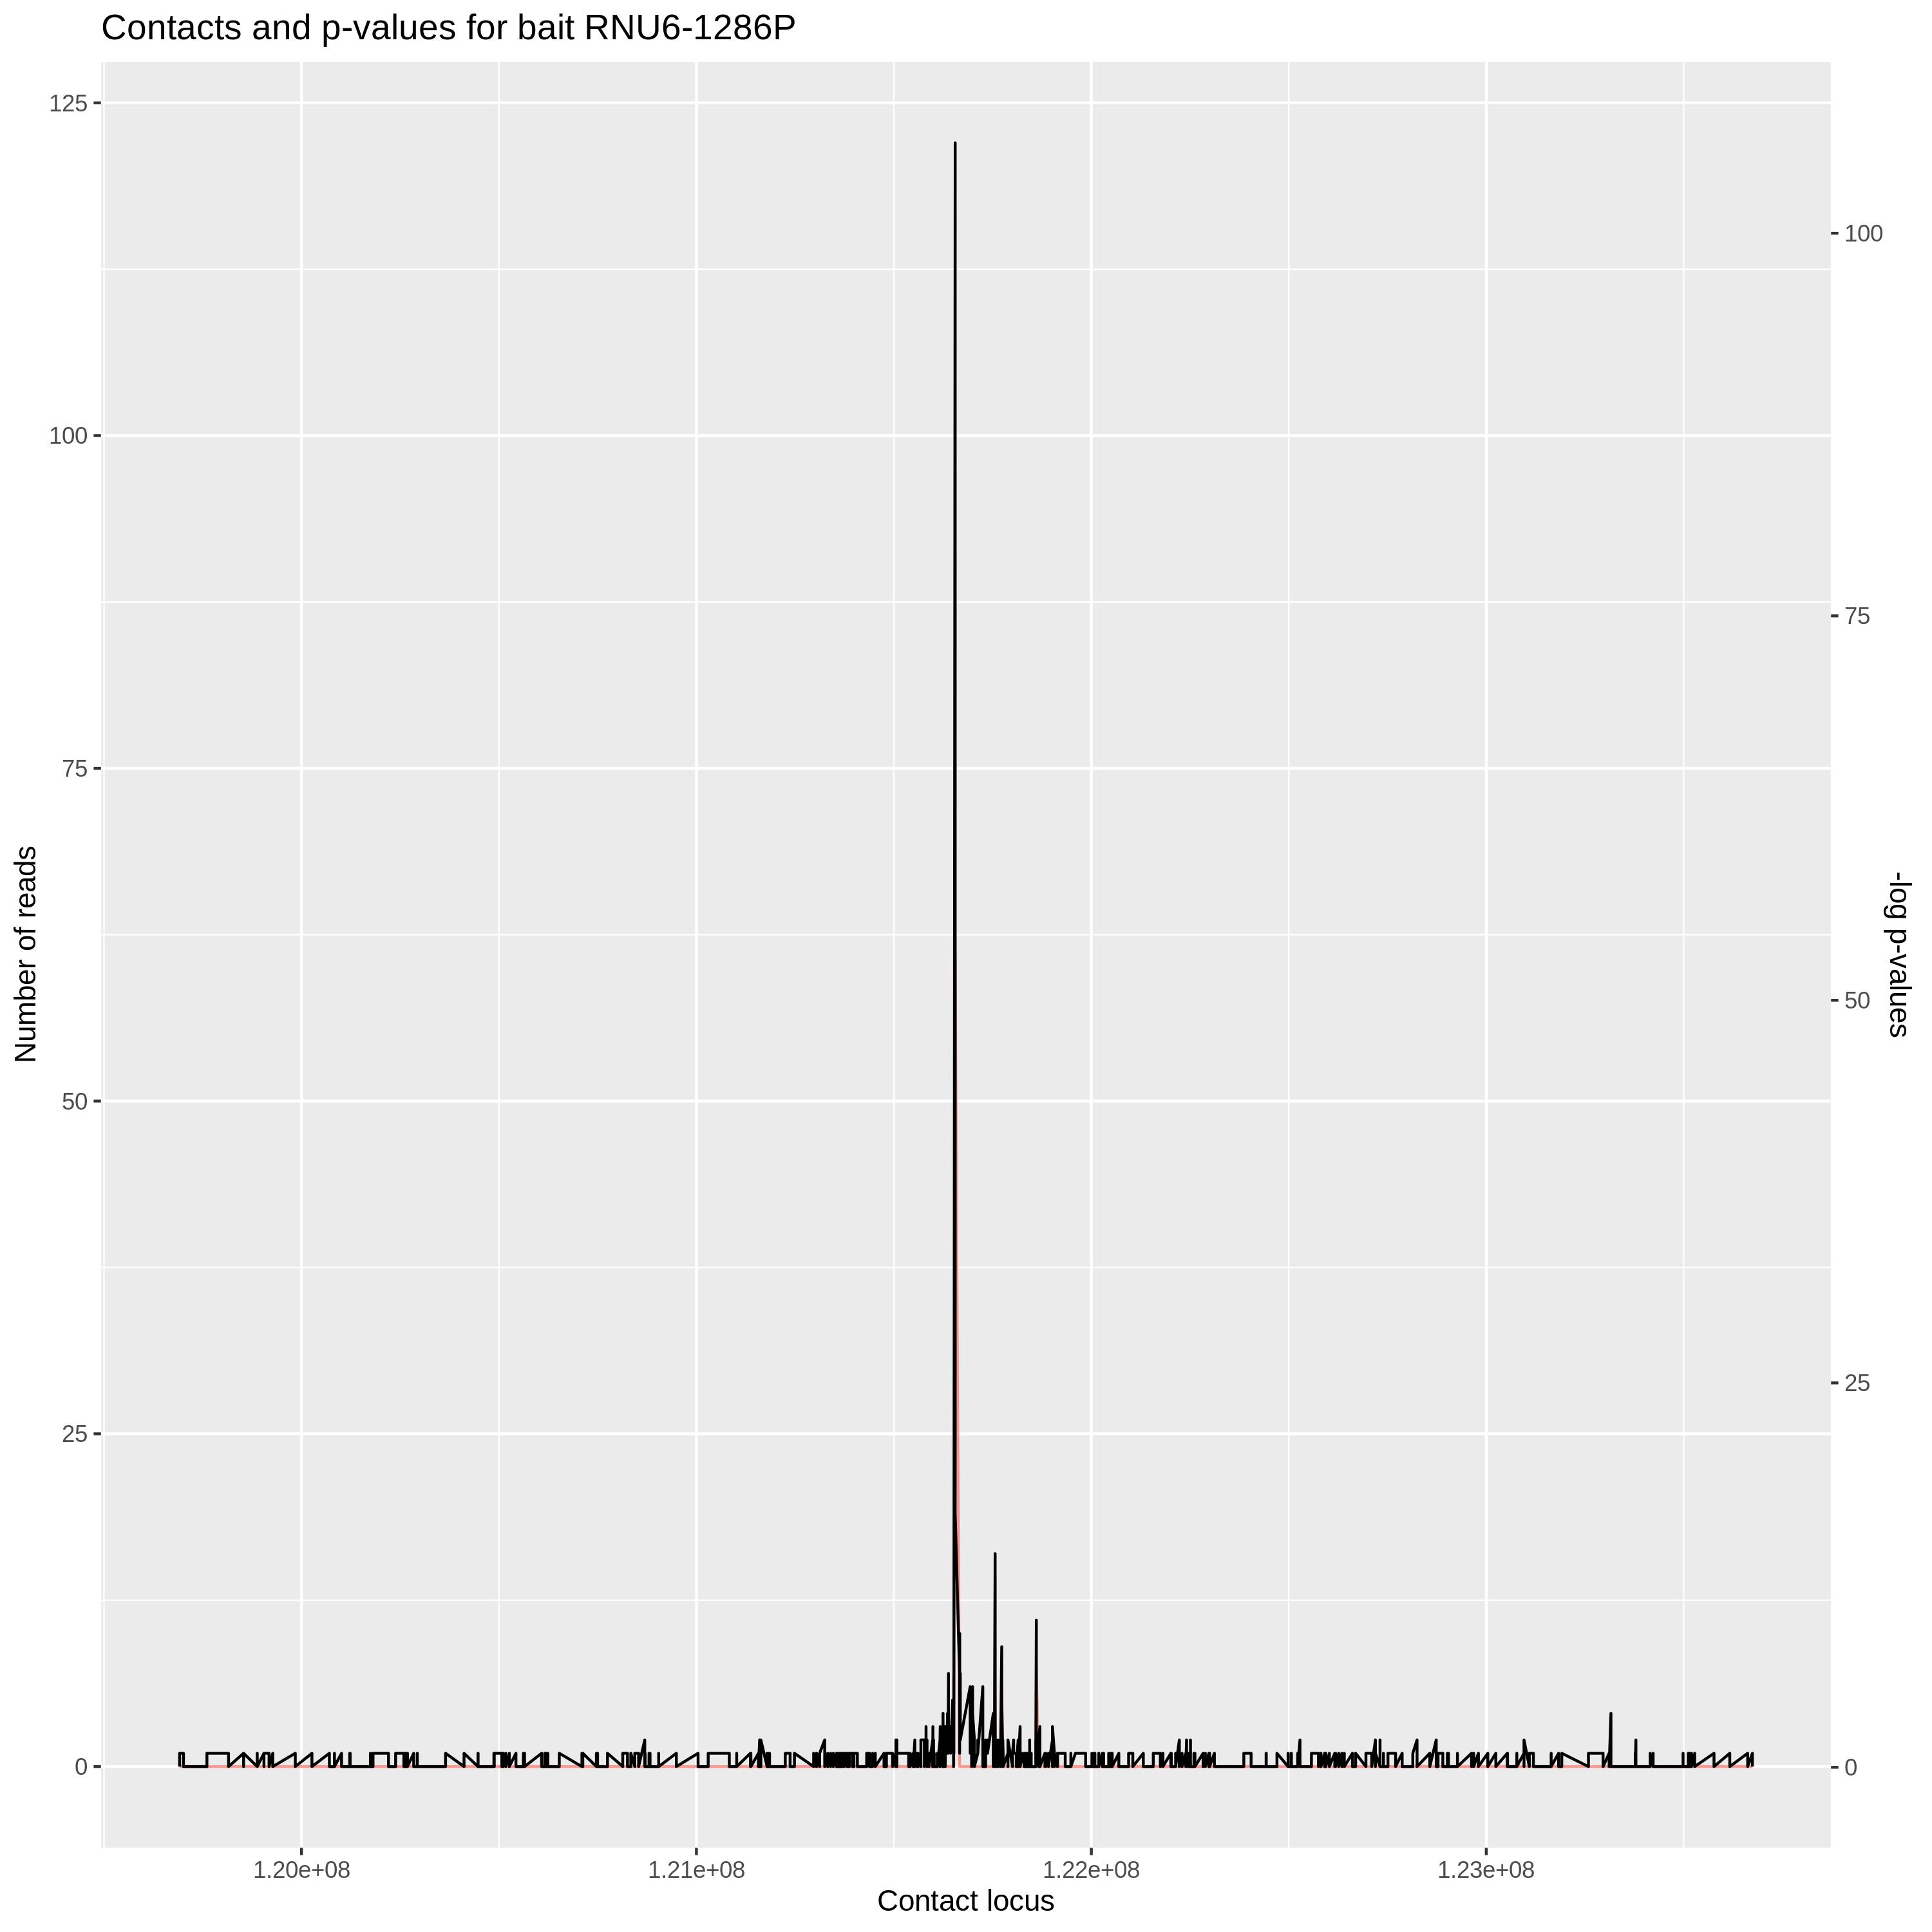 Contacts and p-values for bait RNU6-1286P
125
100
75
50
25
0
Number of reads
100
75
50
25
0
-log p-values
1.20e+08
1.21e+08
1.22e+08
1.23e+08
Contact locus